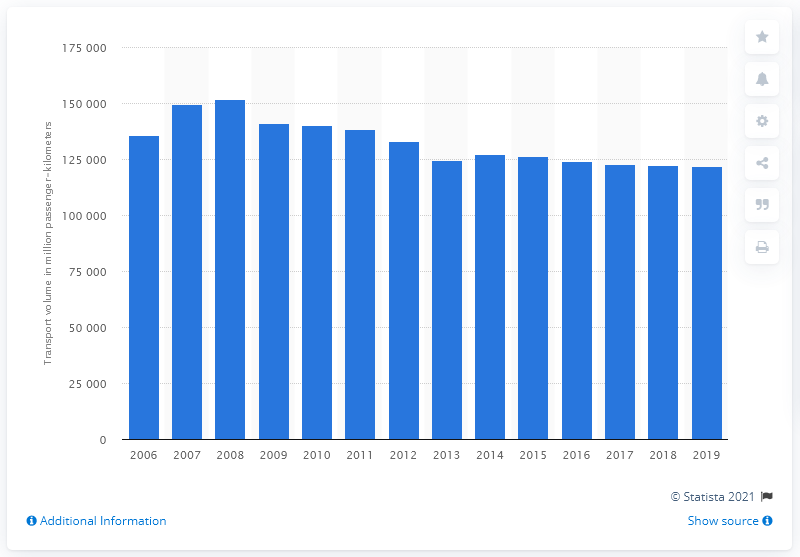 175 000
150 000
125 000
100 000
75 000
50 000
25 000
0
Transport volume in million passenger-kilometers
2006 2007 2008 2009 2010 2011 2012 2013 2014 2015 2016 2017 2018 2019
© Statista 2021
Additional Information
Show source